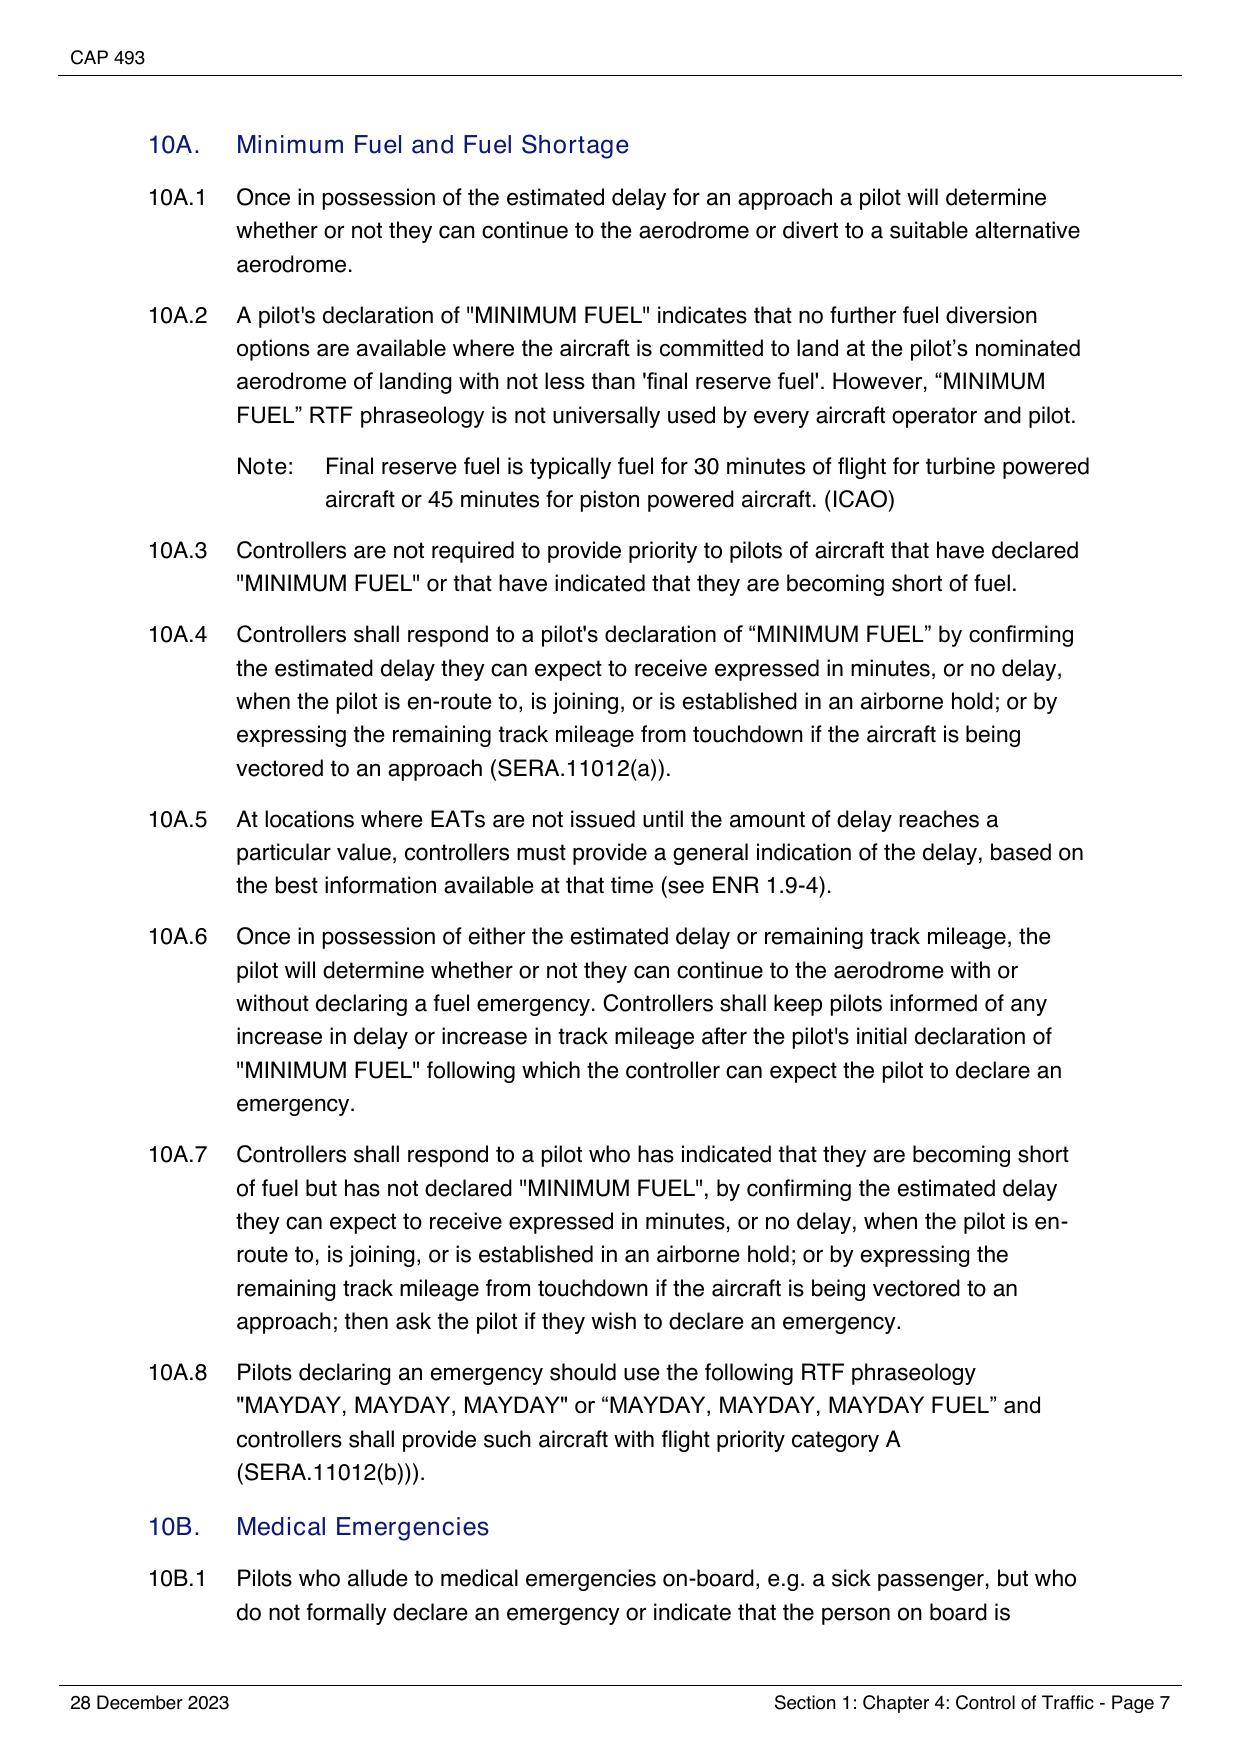 CAP 493
10A. Minimum Fuel and Fuel Shortage
10A.1 Once in possession of the estimated delay for an approach a pilot will determine
whether or not they can continue to the aerodrome or divert to a suitable alternative
aerodrome.
10A.2 A pilot's declaration of "MINIMUM FUEL" indicates that no further fuel diversion
options are available where the aircraft is committed to land at the pilot’s nominated
aerodrome of landing with not less than 'final reserve fuel'. However, “MINIMUM
FUEL” RTF phraseology is not universally used by every aircraft operator and pilot.
Note: Final reserve fuel is typically fuel for 30 minutes of flight for turbine powered
aircraft or 45 minutes for piston powered aircraft. (ICAO)
10A.3 Controllers are not required to provide priority to pilots of aircraft that have declared
"MINIMUM FUEL" or that have indicated that they are becoming short of fuel.
10A.4 Controllers shall respond to a pilot's declaration of “MINIMUM FUEL” by confirming
the estimated delay they can expect to receive expressed in minutes, or no delay,
when the pilot is en-route to, is joining, or is established in an airborne hold; or by
expressing the remaining track mileage from touchdown if the aircraft is being
vectored to an approach (SERA.11012(a)).
10A.5 At locations where EATs are not issued until the amount of delay reaches a
particular value, controllers must provide a general indication of the delay, based on
the best information available at that time (see ENR 1.9-4).
10A.6 Once in possession of either the estimated delay or remaining track mileage, the
pilot will determine whether or not they can continue to the aerodrome with or
without declaring a fuel emergency. Controllers shall keep pilots informed of any
increase in delay or increase in track mileage after the pilot's initial declaration of
"MINIMUM FUEL" following which the controller can expect the pilot to declare an
emergency.
10A.7 Controllers shall respond to a pilot who has indicated that they are becoming short
of fuel but has not declared "MINIMUM FUEL", by confirming the estimated delay
they can expect to receive expressed in minutes, or no delay, when the pilot is en-
route to, is joining, or is established in an airborne hold; or by expressing the
remaining track mileage from touchdown if the aircraft is being vectored to an
approach; then ask the pilot if they wish to declare an emergency.
10A.8 Pilots declaring an emergency should use the following RTF phraseology
"MAYDAY, MAYDAY, MAYDAY" or “MAYDAY, MAYDAY, MAYDAY FUEL” and
controllers shall provide such aircraft with flight priority category A
(SERA.11012(b))).
10B. Medical Emergencies
10B.1 Pilots who allude to medical emergencies on-board, e.g. a sick passenger, but who
do not formally declare an emergency or indicate that the person on board is
28 December 2023 Section 1: Chapter 4: Control of Traffic - Page 7